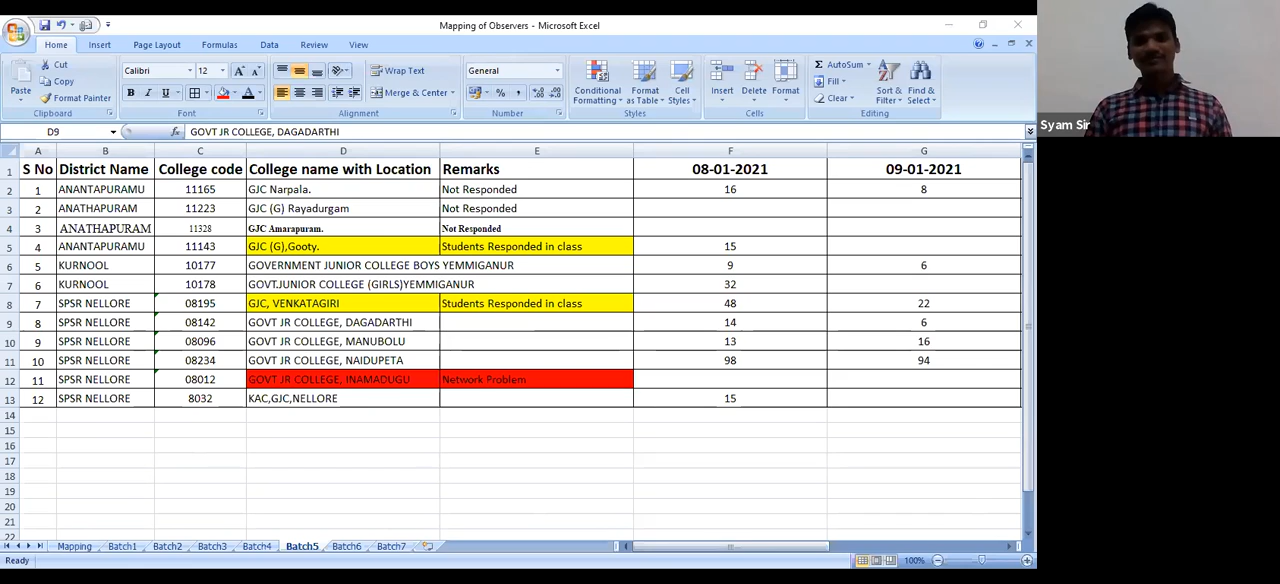 Mapping of Observers - Microsoft Excel
Home Insert Page Layout Formulas Data Review View
Cut
Copy
Format Painter
Paste
Clipboard
Calibri 12 A A
B I U A
Font
Wrap Text
Merge & Center
Alignment
General
% ,
Number
Conditional Formatting
Format as Table
Cell Styles
Styles
Insert Delete Format
Cells
Σ AutoSum
Fill
Clear
Sort & Filter
Find & Select
Editing
Syam Sir
D9 fx GOVT JR COLLEGE, DAGADARTHI
A B C D E F G
1 S No District Name College code College name with Location Remarks 08-01-2021 09-01-2021
2 1 ANANTAPURAMU 11165 GJC Narpala. Not Responded 16 8
3 2 ANATHAPURAM 11223 GJC (G) Rayadurgam Not Responded
4 3 ANATHAPURAM 11328 GJC Amarapuram. Not Responded
5 4 ANANTAPURAMU 11143 GJC (G),Gooty. Students Responded in class 15
6 5 KURNOOL 10177 GOVERNMENT JUNIOR COLLEGE BOYS YEMMIGANUR 9 6
7 6 KURNOOL 10178 GOVT.JUNIOR COLLEGE (GIRLS)YEMMIGANUR 32
8 7 SPSR NELLORE 08195 GJC, VENKATAGIRI Students Responded in class 48 22
9 8 SPSR NELLORE 08142 GOVT JR COLLEGE, DAGADARTHI 14 6
10 9 SPSR NELLORE 08096 GOVT JR COLLEGE, MANUBOLU 13 16
11 10 SPSR NELLORE 08234 GOVT JR COLLEGE, NAIDUPETA 98 94
12 11 SPSR NELLORE 08012 GOVT JR COLLEGE, INAMADUGU Network Problem
13 12 SPSR NELLORE 8032 KAC,GJC,NELLORE 15
14
15
16
17
18
19
20
21
22
Mapping Batch1 Batch2 Batch3 Batch4 Batch5 Batch6 Batch7
Ready 100%